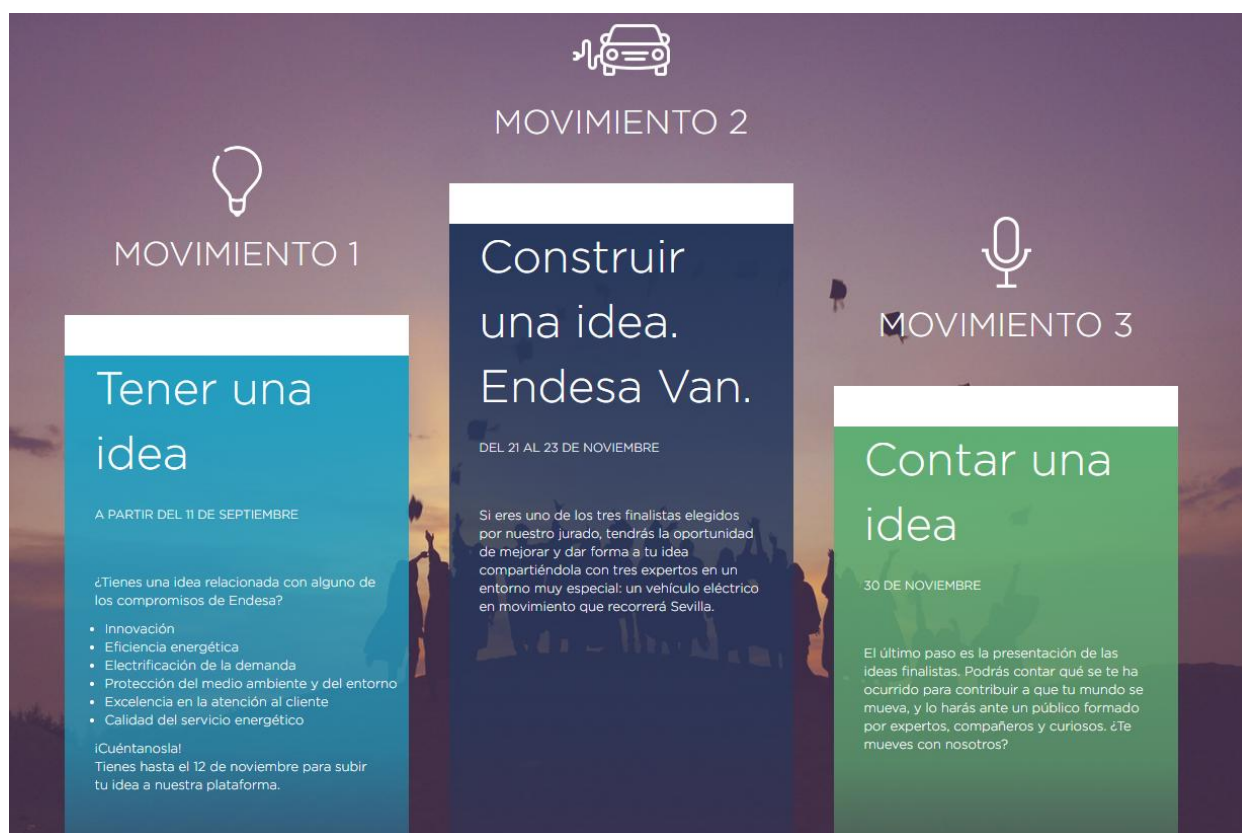 MOVIMIENTO 1
Tener una
idea
A PARTIR DEL 11 DE SEPTIEMBRE
¿Tienes una idea relacionada con alguno de
los compromisos de Endesa?
• Innovación
• Eficiencia energética
• Electrificación de la demanda
• Protección del medio ambiente y del entorno
• Excelencia en la atención al cliente
• Calidad del servicio energético
¡Cuéntanosla!
Tienes hasta el 12 de noviembre para subir
tu idea a nuestra plataforma.
MOVIMIENTO 2
Construir
una idea.
Endesa Van.
DEL 21 AL 23 DE NOVIEMBRE
Si eres uno de los tres finalistas elegidos
por nuestro jurado, tendrás la oportunidad
de mejorar y dar forma a tu idea
compartiéndola con tres expertos en un
entorno muy especial: un vehículo eléctrico
en movimiento que recorrerá Sevilla.
MOVIMIENTO 3
Contar una
idea
30 DE NOVIEMBRE
El último paso es la presentación de las
ideas finalistas. Podrás contar qué se te ha
ocurrido para contribuir a que tu mundo se
mueva, y lo harás ante un público formado
por expertos, compañeros y curiosos. ¿Te
mueves con nosotros?